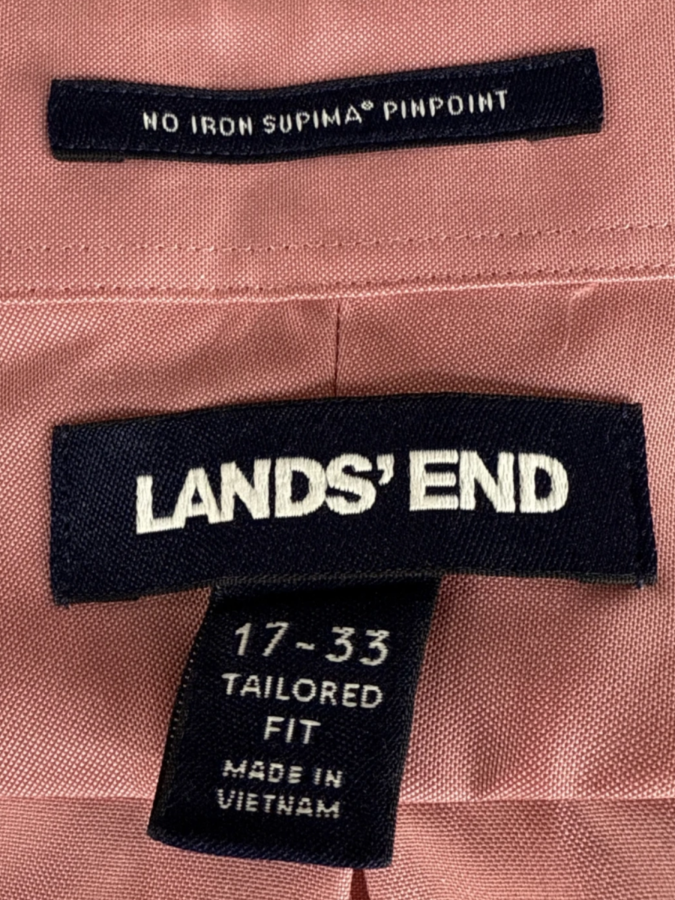 NO IRON SUPIMA® PINPOINT
LANDS' END
17-33
TAILORED
FIT
MADE IN
VIETNAM